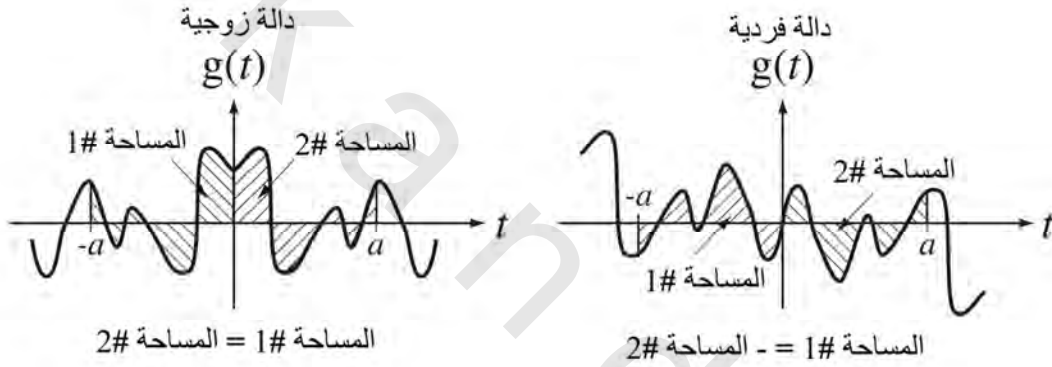 دالة زوجية
g(t)
المساحة #1
المساحة #2
-a
a
t
المساحة #1 = المساحة #2
دالة فردية
g(t)
المساحة #2
-a
a
t
المساحة #1
المساحة #1 = - المساحة #2